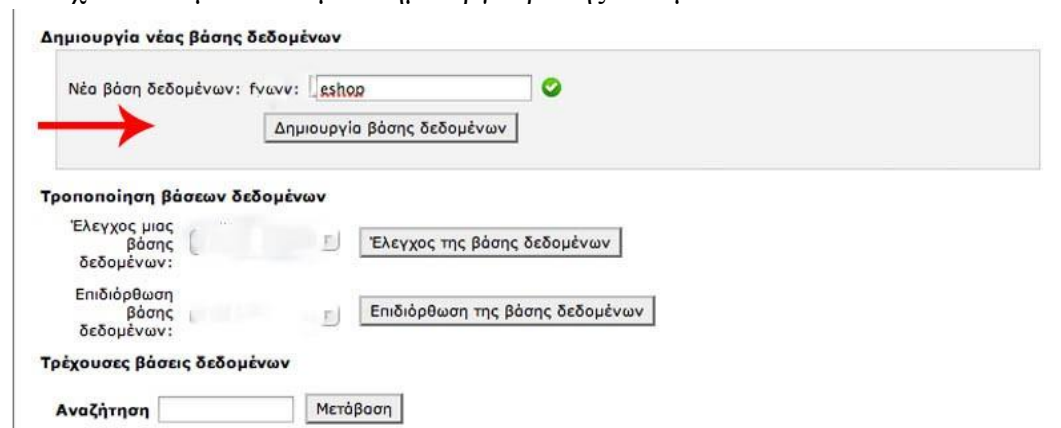 Δημιουργία νέας βάσης δεδομένων
Νέα βάση δεδομένων: fvωvv: eshop
Δημιουργία βάσης δεδομένων
Τροποποίηση βάσεων δεδομένων
Έλεγχος μιας
βάσης
δεδομένων:
Έλεγχος της βάσης δεδομένων
Επιδιόρθωση
βάσης
δεδομένων:
Επιδιόρθωση της βάσης δεδομένων
Τρέχουσες βάσεις δεδομένων
Αναζήτηση
Μετάβαση